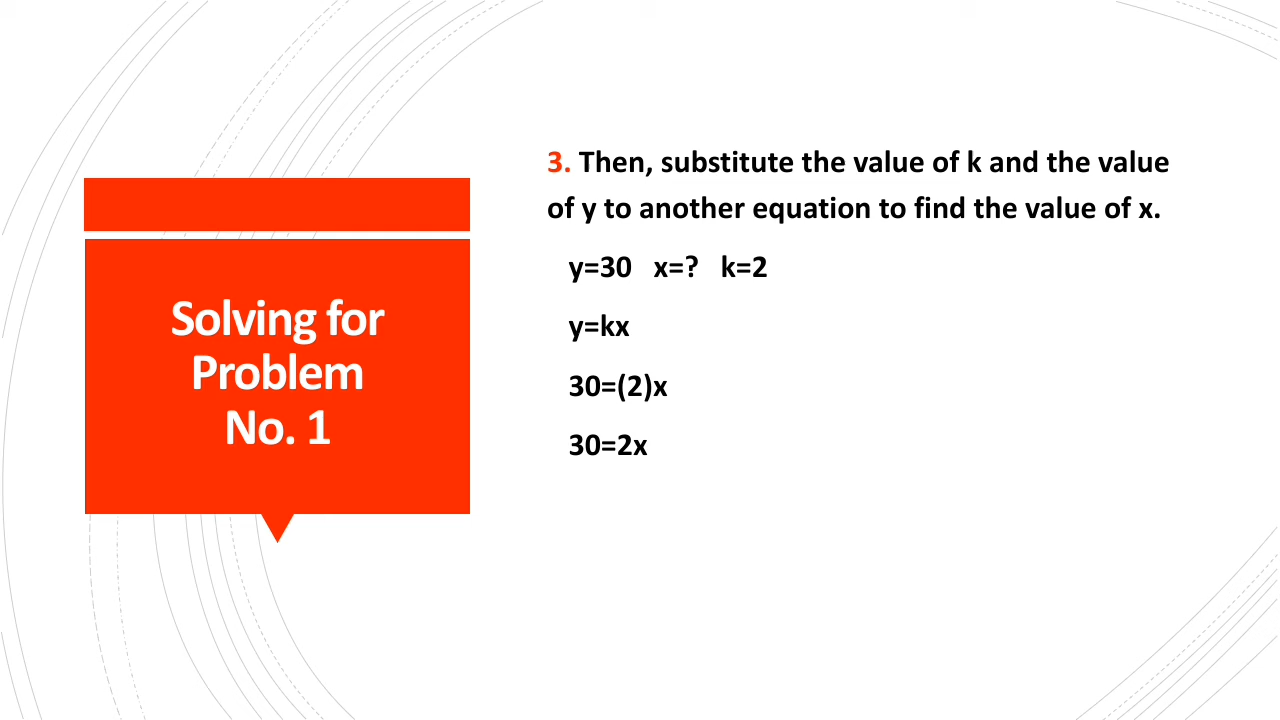 Solving for
Problem
No. 1
3. Then, substitute the value of k and the value
of y to another equation to find the value of x.
y=30 x=? k=2
y=kx
30=(2)x
30=2x